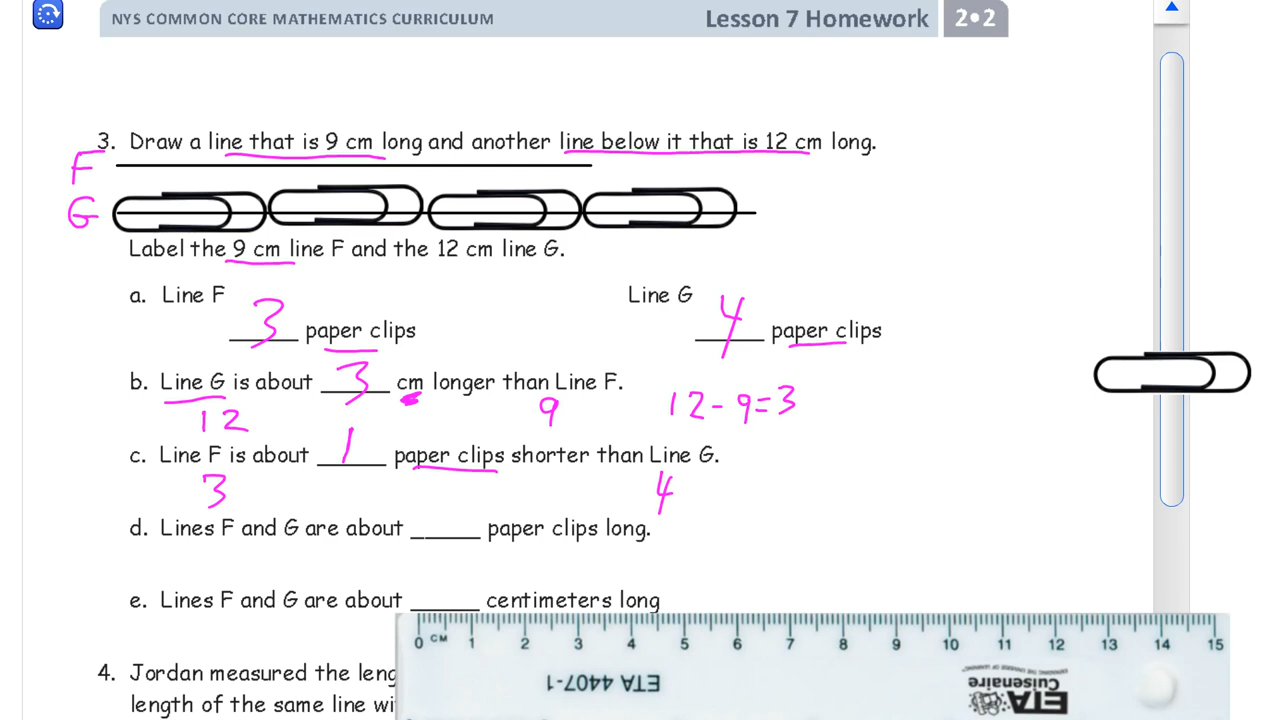 NYS COMMON CORE MATHEMATICS CURRICULUM Lesson 7 Homework 2•2
3. Draw a line that is 9 cm long and another line below it that is 12 cm long.
F
G
Label the 9 cm line F and the 12 cm line G.
a. Line F Line G
3 paper clips 4 paper clips
b. Line G is about 3 cm longer than Line F.
12 9 12-9=3
c. Line F is about 1 paper clips shorter than Line G.
3 4
d. Lines F and G are about ______ paper clips long.
e. Lines F and G are about ______ centimeters long
0 CM 1 2 3 4 5 6 7 8 9 10 11 12 13 14 15
4. Jordan measured the leng
ETA 4407-1
ETA
Cuisenaire
length of the same line wi